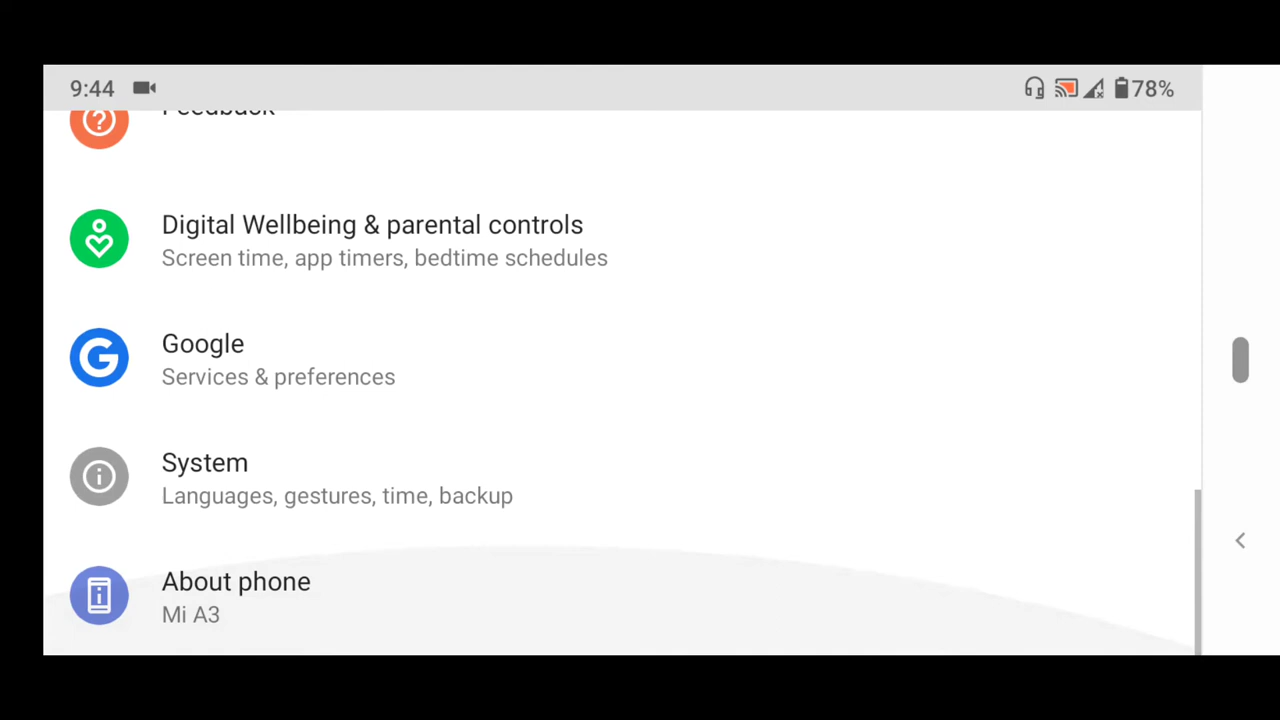 9:44
78%
Feedback
Digital Wellbeing & parental controls
Screen time, app timers, bedtime schedules
Google
Services & preferences
System
Languages, gestures, time, backup
About phone
Mi A3